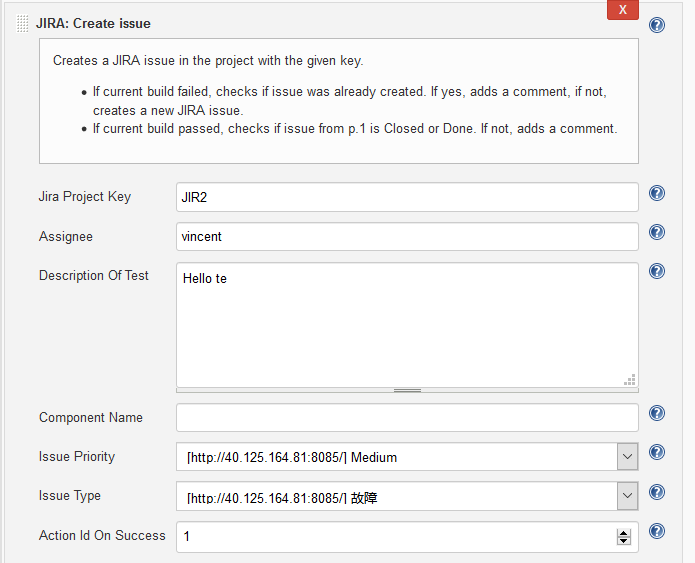 JIRA: Create issue
X
Creates a JIRA issue in the project with the given key.
If current build failed, checks if issue was already created. If yes, adds a comment, if not,
creates a new JIRA issue.
If current build passed, checks if issue from p.1 is Closed or Done. If not, adds a comment.
Jira Project Key
JIR2
Assignee
vincent
Description Of Test
Hello te
Component Name
Issue Priority
[http://40.125.164.81:8085/] Medium
Issue Type
[http://40.125.164.81:8085/] 故障
Action Id On Success
1